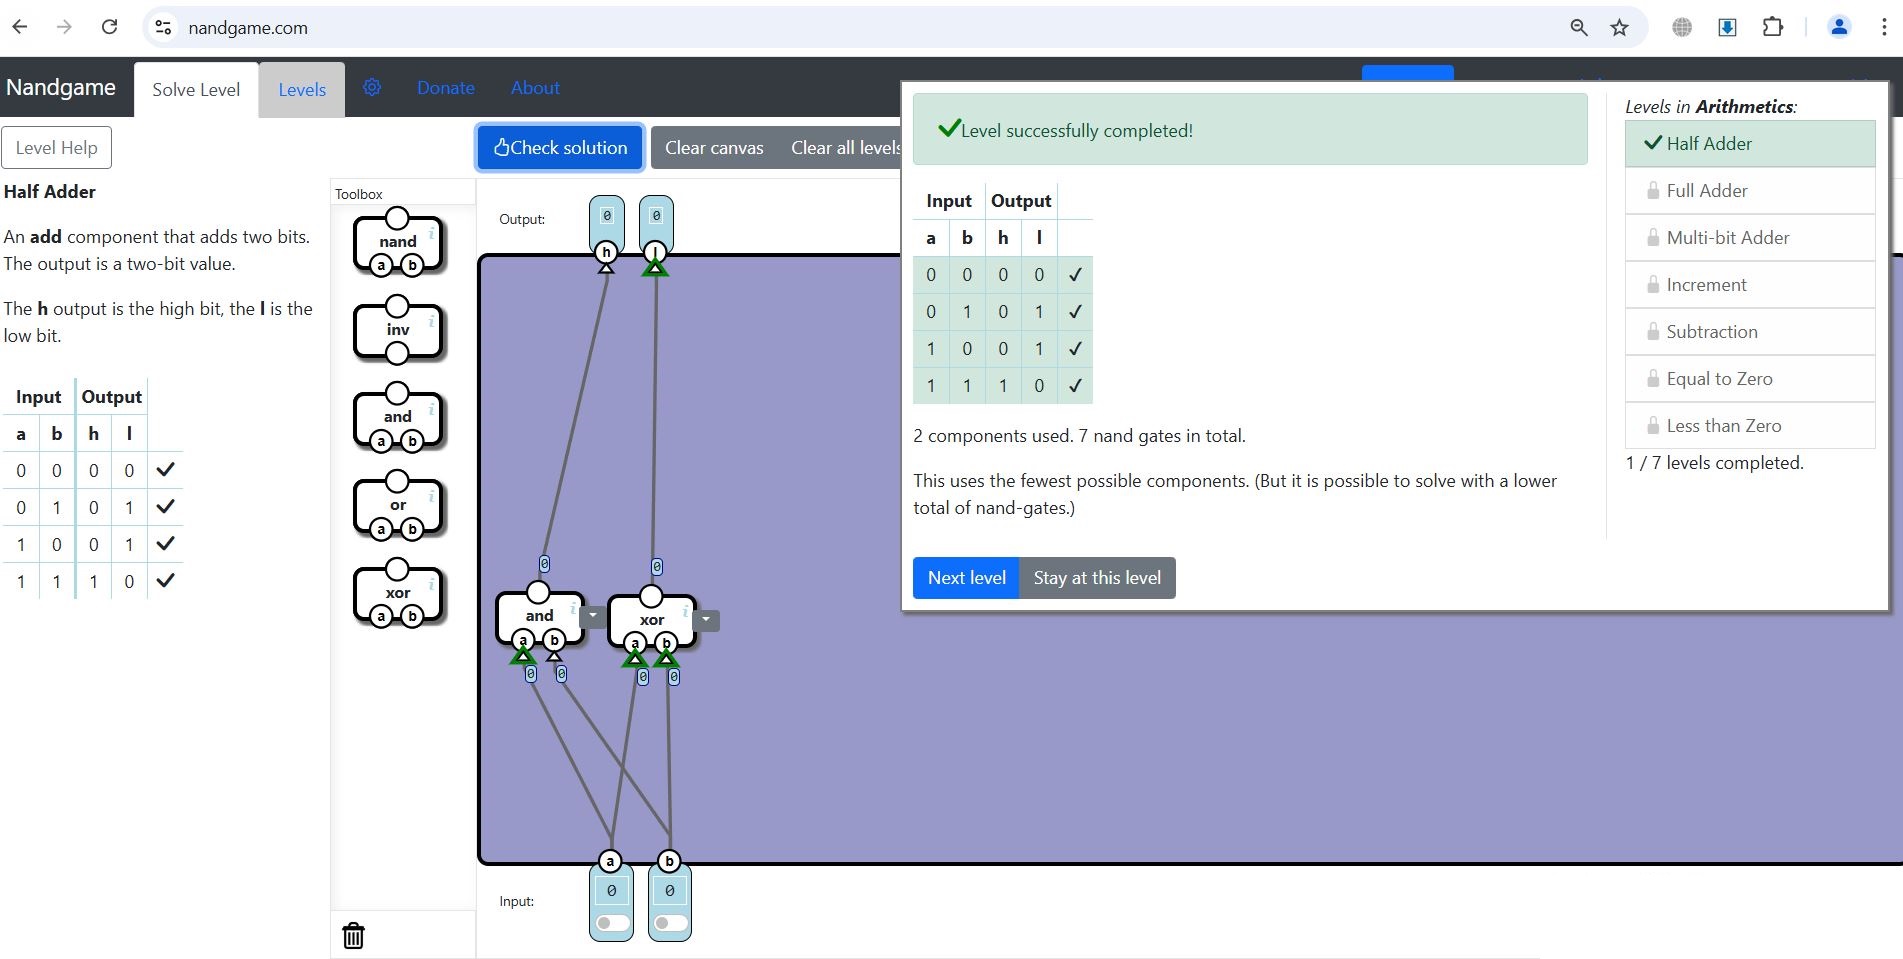 nandgame.com
Nandgame
Solve Level
Levels
Donate
About
Level Help
Check solution
Clear canvas
Clear all levels
Half Adder
An add component that adds two bits.
The output is a two-bit value.
The h output is the high bit, the l is the
low bit.
Input Output
a b h l
0 0 0 0
0 1 0 1
1 0 0 1
1 1 1 0
Toolbox
nand
a b
inv
and
a b
or
a b
xor
a b
Output:
0 0
h l
0 0
and
a b
0 0
xor
a b
0 0
a b
Input:
0 0
Level successfully completed!
Input Output
a b h l
0 0 0 0
0 1 0 1
1 0 0 1
1 1 1 0
2 components used. 7 nand gates in total.
This uses the fewest possible components. (But it is possible to solve with a lower
total of nand-gates.)
Next level
Stay at this level
Levels in Arithmetics:
Half Adder
Full Adder
Multi-bit Adder
Increment
Subtraction
Equal to Zero
Less than Zero
1 / 7 levels completed.